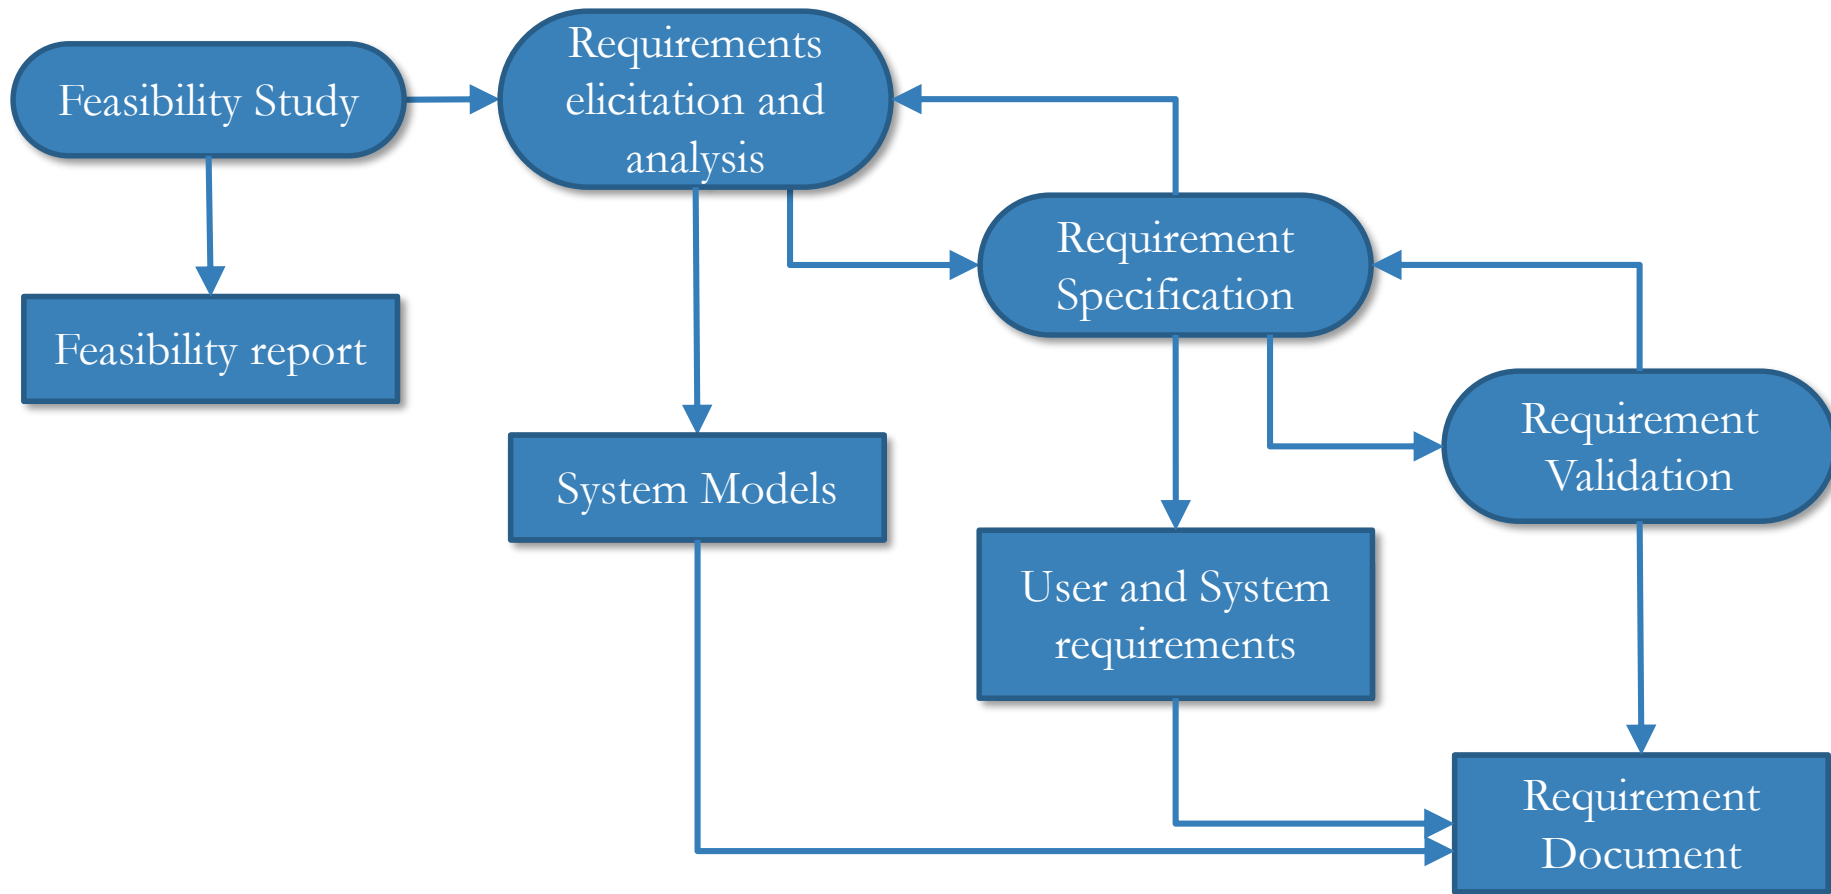 Feasibility Study
Requirements
elicitation and
analysis
Requirement
Specification
Feasibility report
Requirement
Validation
System Models
User and System
requirements
Requirement
Document